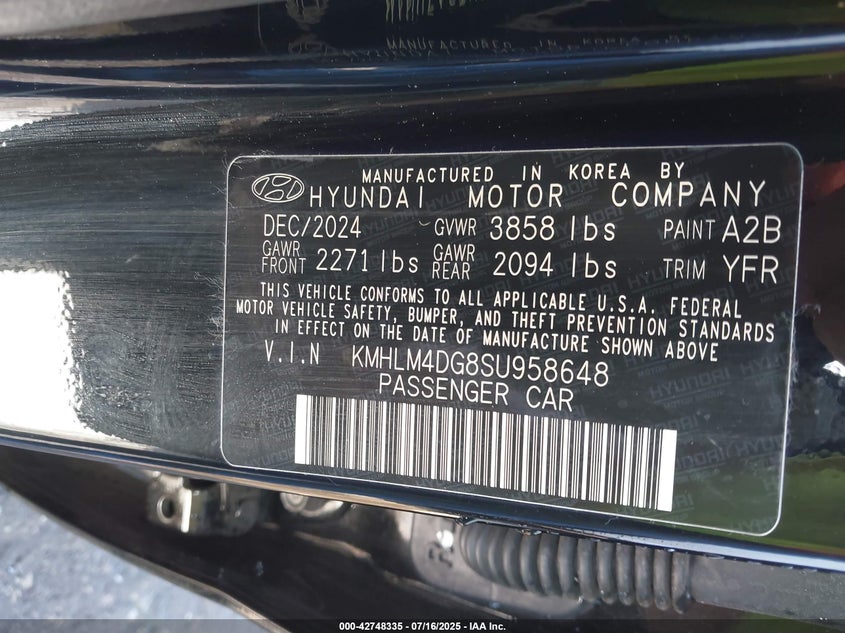 MANUFACTURED IN KOREA BY
HYUNDAI MOTOR COMPANY
DEC/2024 GVWR 3858 lbs PAINT A2B
GAWR FRONT 2271 lbs GAWR REAR 2094 lbs TRIM YFR
THIS VEHICLE CONFORMS TO ALL APPLICABLE U.S.A. FEDERAL
MOTOR VEHICLE SAFETY, BUMPER, AND THEFT PREVENTION STANDARDS
IN EFFECT ON THE DATE OF MANUFACTURE SHOWN ABOVE
V.I.N KMHLM4DG8SU958648
PASSENGER CAR
000-42748335 - 07/16/2025 - IAA Inc.